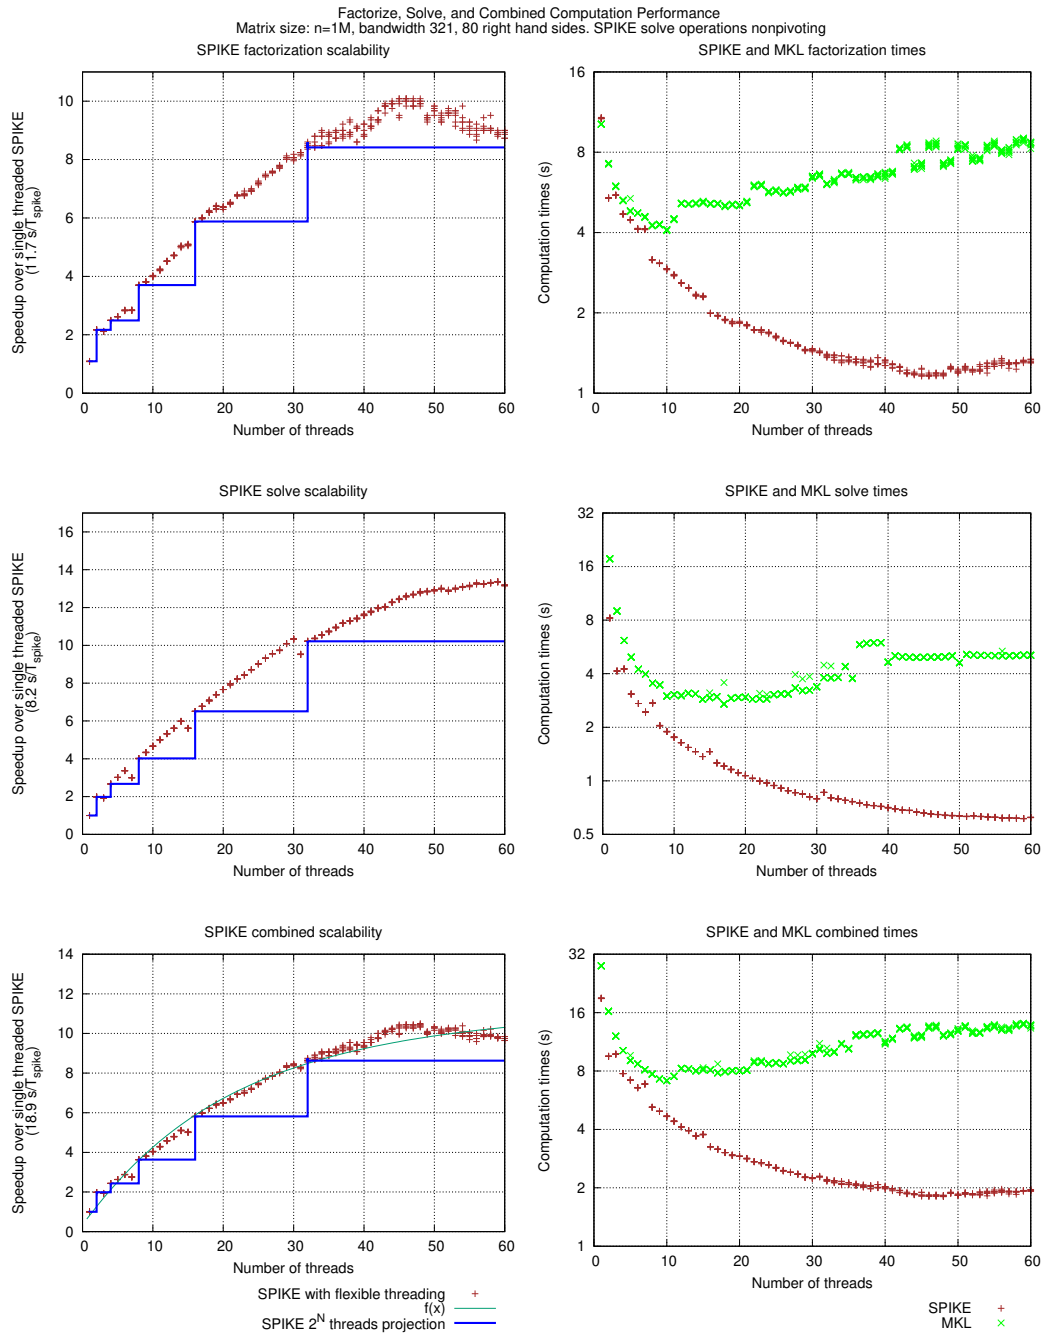 Factorize, Solve, and Combined Computation Performance
Matrix size: n=1M, bandwidth 321, 80 right hand sides. SPIKE solve operations nonpivoting
SPIKE factorization scalability
Speedup over single threaded SPIKE
(11.7 s/T_spike)
10
8
6
4
2
0
0 10 20 30 40 50 60
Number of threads
SPIKE and MKL factorization times
Computation times (s)
16
8
4
2
1
0 10 20 30 40 50 60
Number of threads
SPIKE solve scalability
Speedup over single threaded SPIKE
(8.2 s/T_spike)
16
14
12
10
8
6
4
2
0
0 10 20 30 40 50 60
Number of threads
SPIKE and MKL solve times
Computation times (s)
32
16
8
4
2
1
0.5
0 10 20 30 40 50 60
Number of threads
SPIKE combined scalability
Speedup over single threaded SPIKE
(18.9 s/T_spike)
14
12
10
8
6
4
2
0
0 10 20 30 40 50 60
Number of threads
SPIKE with flexible threading
f(x)
SPIKE 2^N threads projection
SPIKE and MKL combined times
Computation times (s)
32
16
8
4
2
1
0 10 20 30 40 50 60
Number of threads
SPIKE
MKL